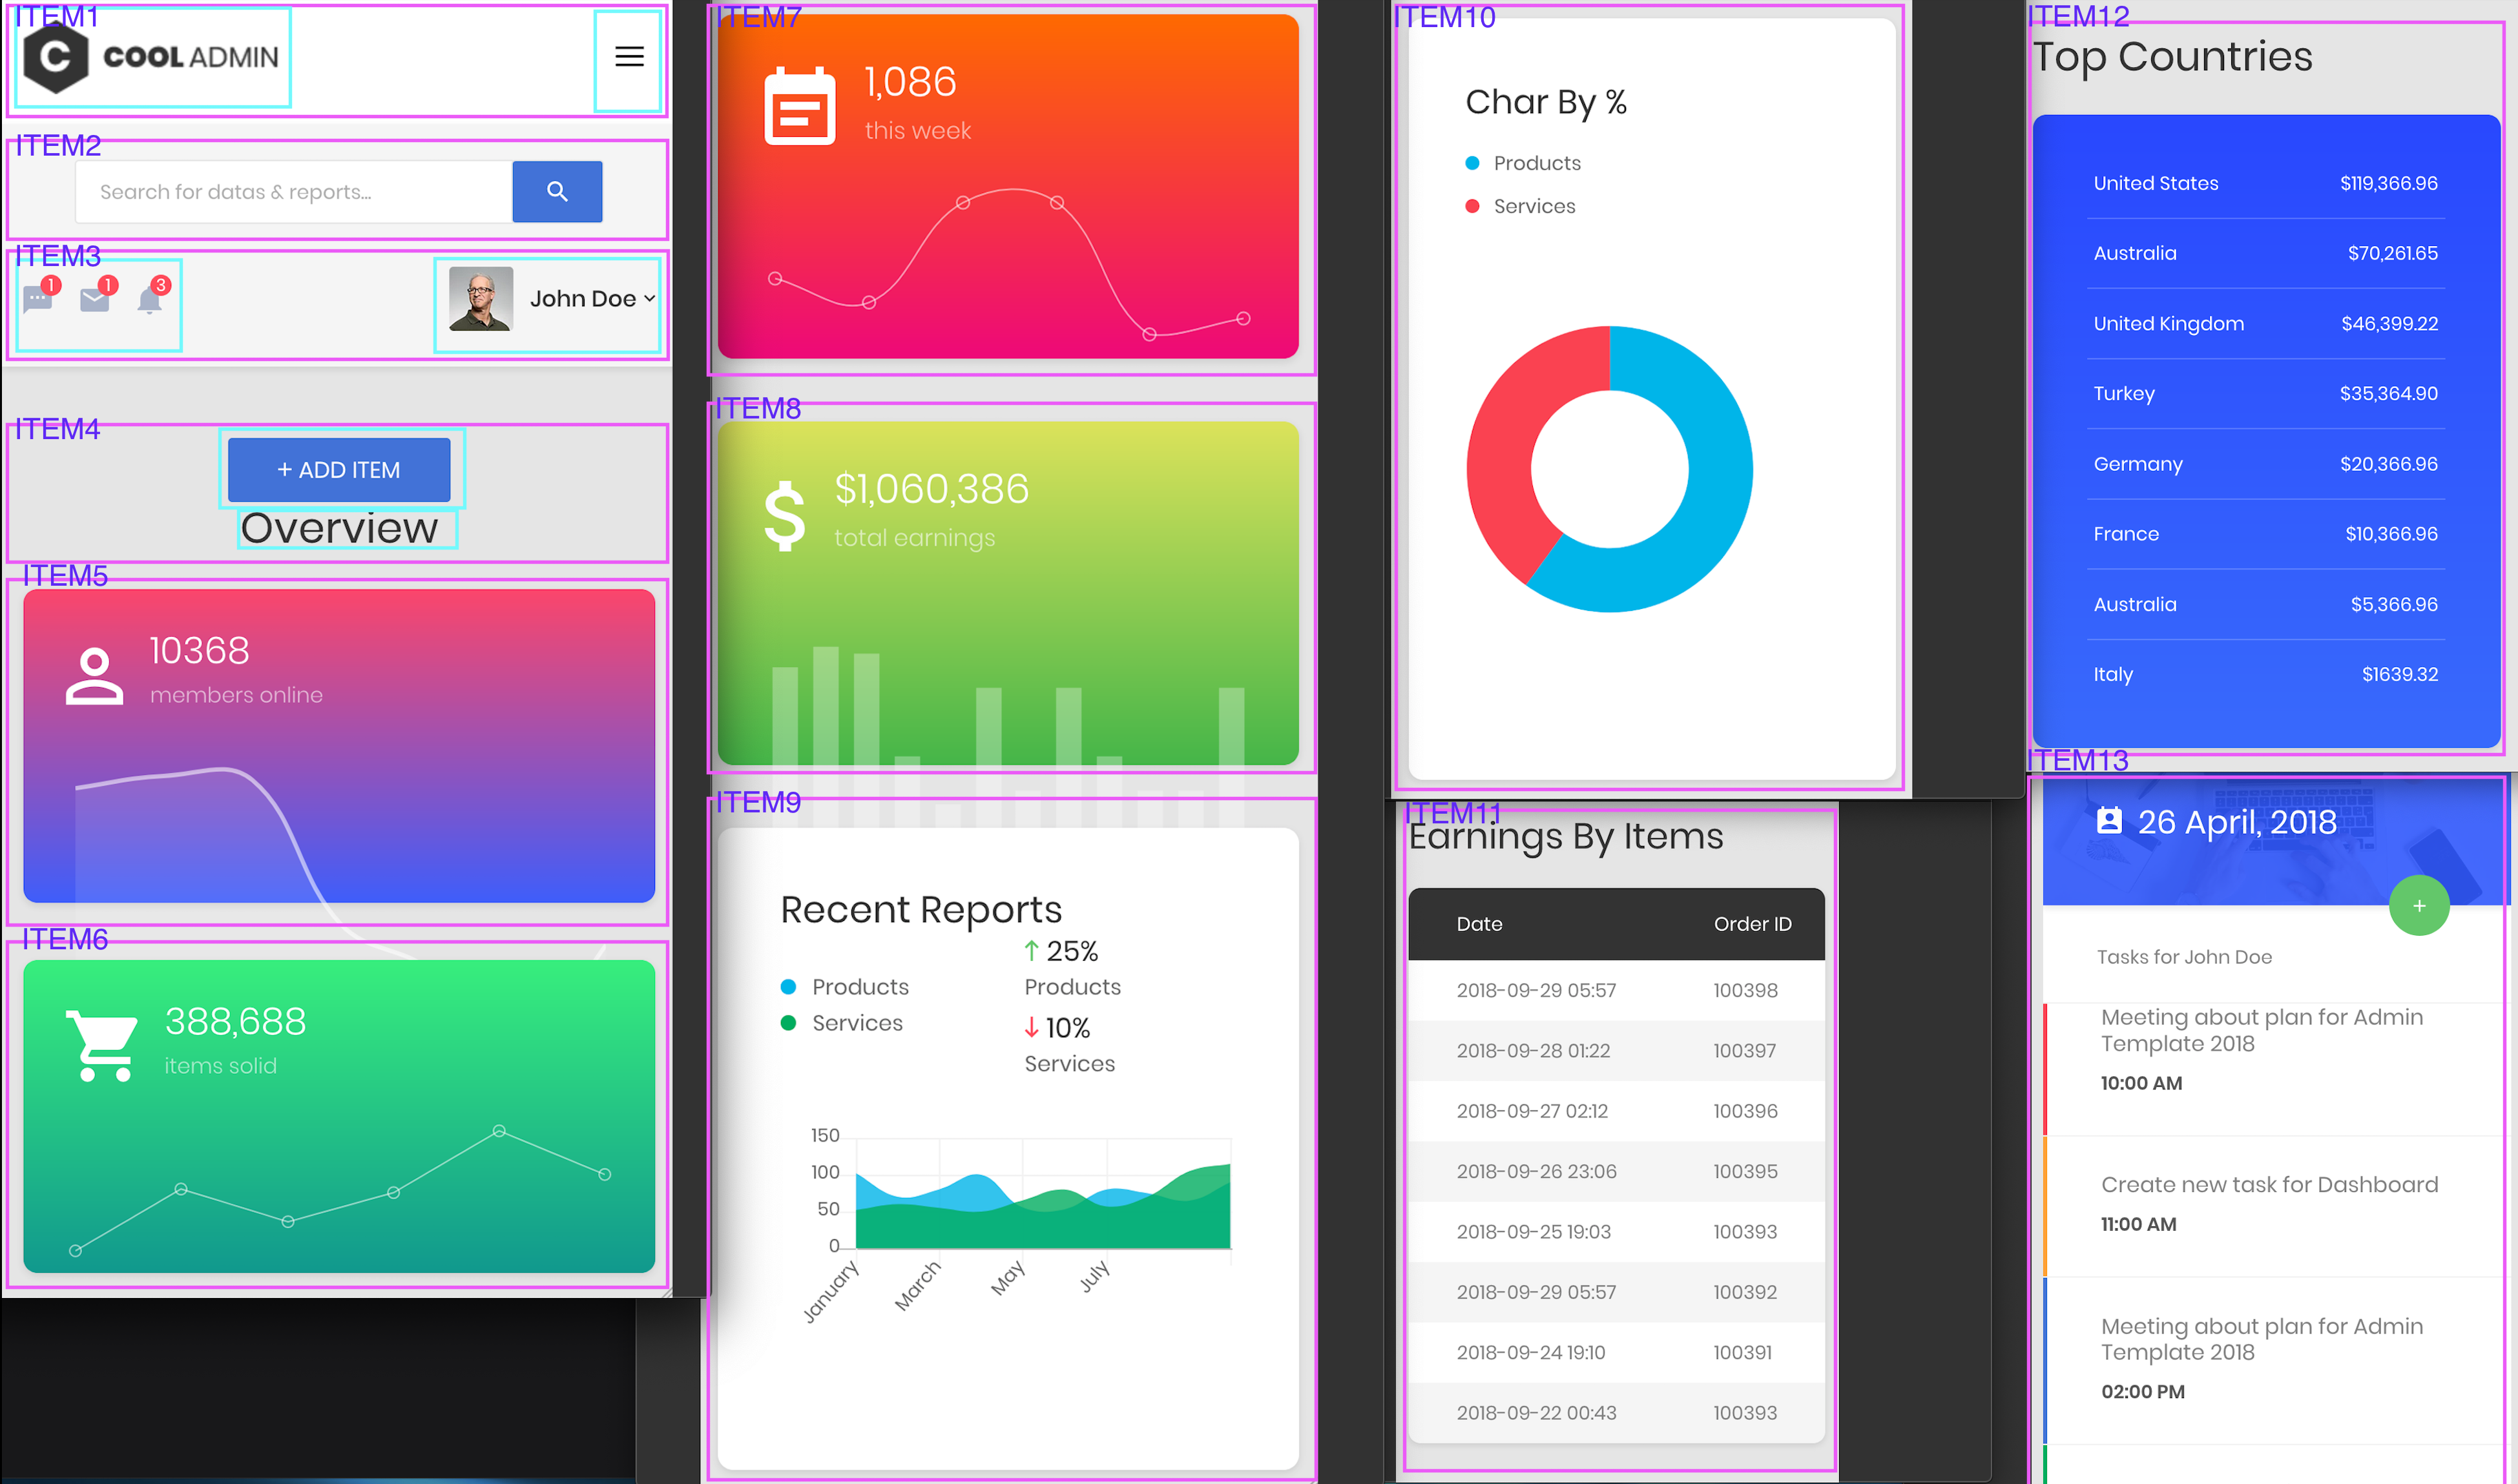 ITEM1
C COOL ADMIN
ITEM2
Search for datas & reports...
ITEM3
1 1 3
John Doe
ITEM4
+ ADD ITEM
Overview
ITEM5
10368
members online
ITEM6
388,688
items solid
ITEM7
1,086
this week
ITEM8
$ $1,060,386
total earnings
ITEM9
Recent Reports
Products
Services
25%
Products
10%
Services
150
100
50
0
January March May July
ITEM10
Char By %
Products
Services
ITEM11
Earnings By Items
Date Order ID
2018-09-29 05:57 100398
2018-09-28 01:22 100397
2018-09-27 02:12 100396
2018-09-26 23:06 100395
2018-09-25 19:03 100393
2018-09-29 05:57 100392
2018-09-24 19:10 100391
2018-09-22 00:43 100393
ITEM12
Top Countries
United States $119,366.96
Australia $70,261.65
United Kingdom $46,399.22
Turkey $35,364.90
Germany $20,366.96
France $10,366.96
Australia $5,366.96
Italy $1639.32
ITEM13
26 April, 2018
+
Tasks for John Doe
Meeting about plan for Admin
Template 2018
10:00 AM
Create new task for Dashboard
11:00 AM
Meeting about plan for Admin
Template 2018
02:00 PM